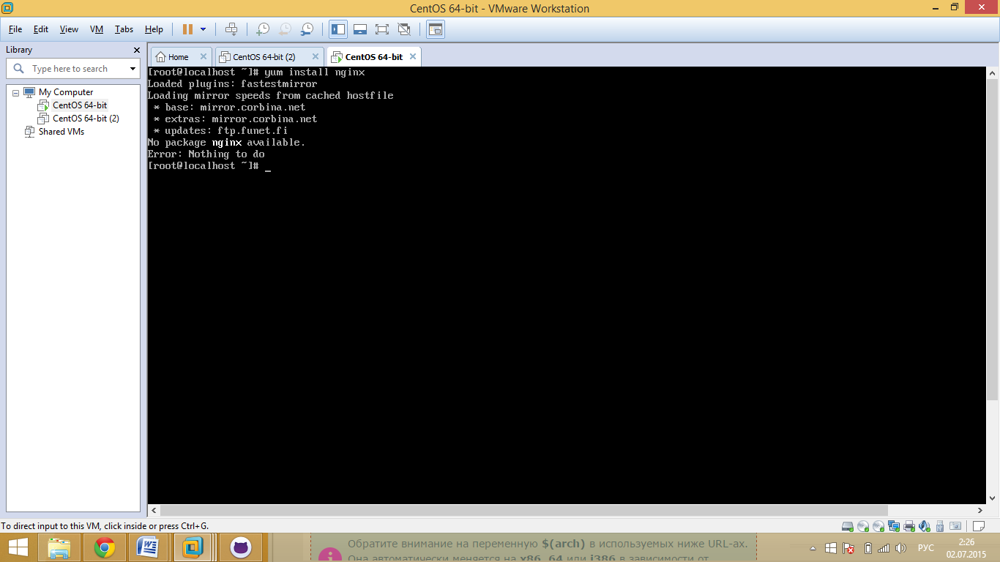 CentOS 64-bit - VMware Workstation
File Edit View VM Tabs Help
Library
Type here to search
My Computer
CentOS 64-bit
CentOS 64-bit (2)
Shared VMs
Home CentOS 64-bit (2) CentOS 64-bit
[root@localhost ~]# yum install nginx
Loaded plugins: fastestmirror
Loading mirror speeds from cached hostfile
* base: mirror.corbina.net
* extras: mirror.corbina.net
* updates: ftp.funet.fi
No package nginx available.
Error: Nothing to do
[root@localhost ~]# _
To direct input to this VM, click inside or press Ctrl+G.
Обратите внимание на переменную $(arch) в используемых ниже URL-ах.
Она автоматически меняется на x86_64 или i386 в зависимости от
РУС
2:26
02.07.2015